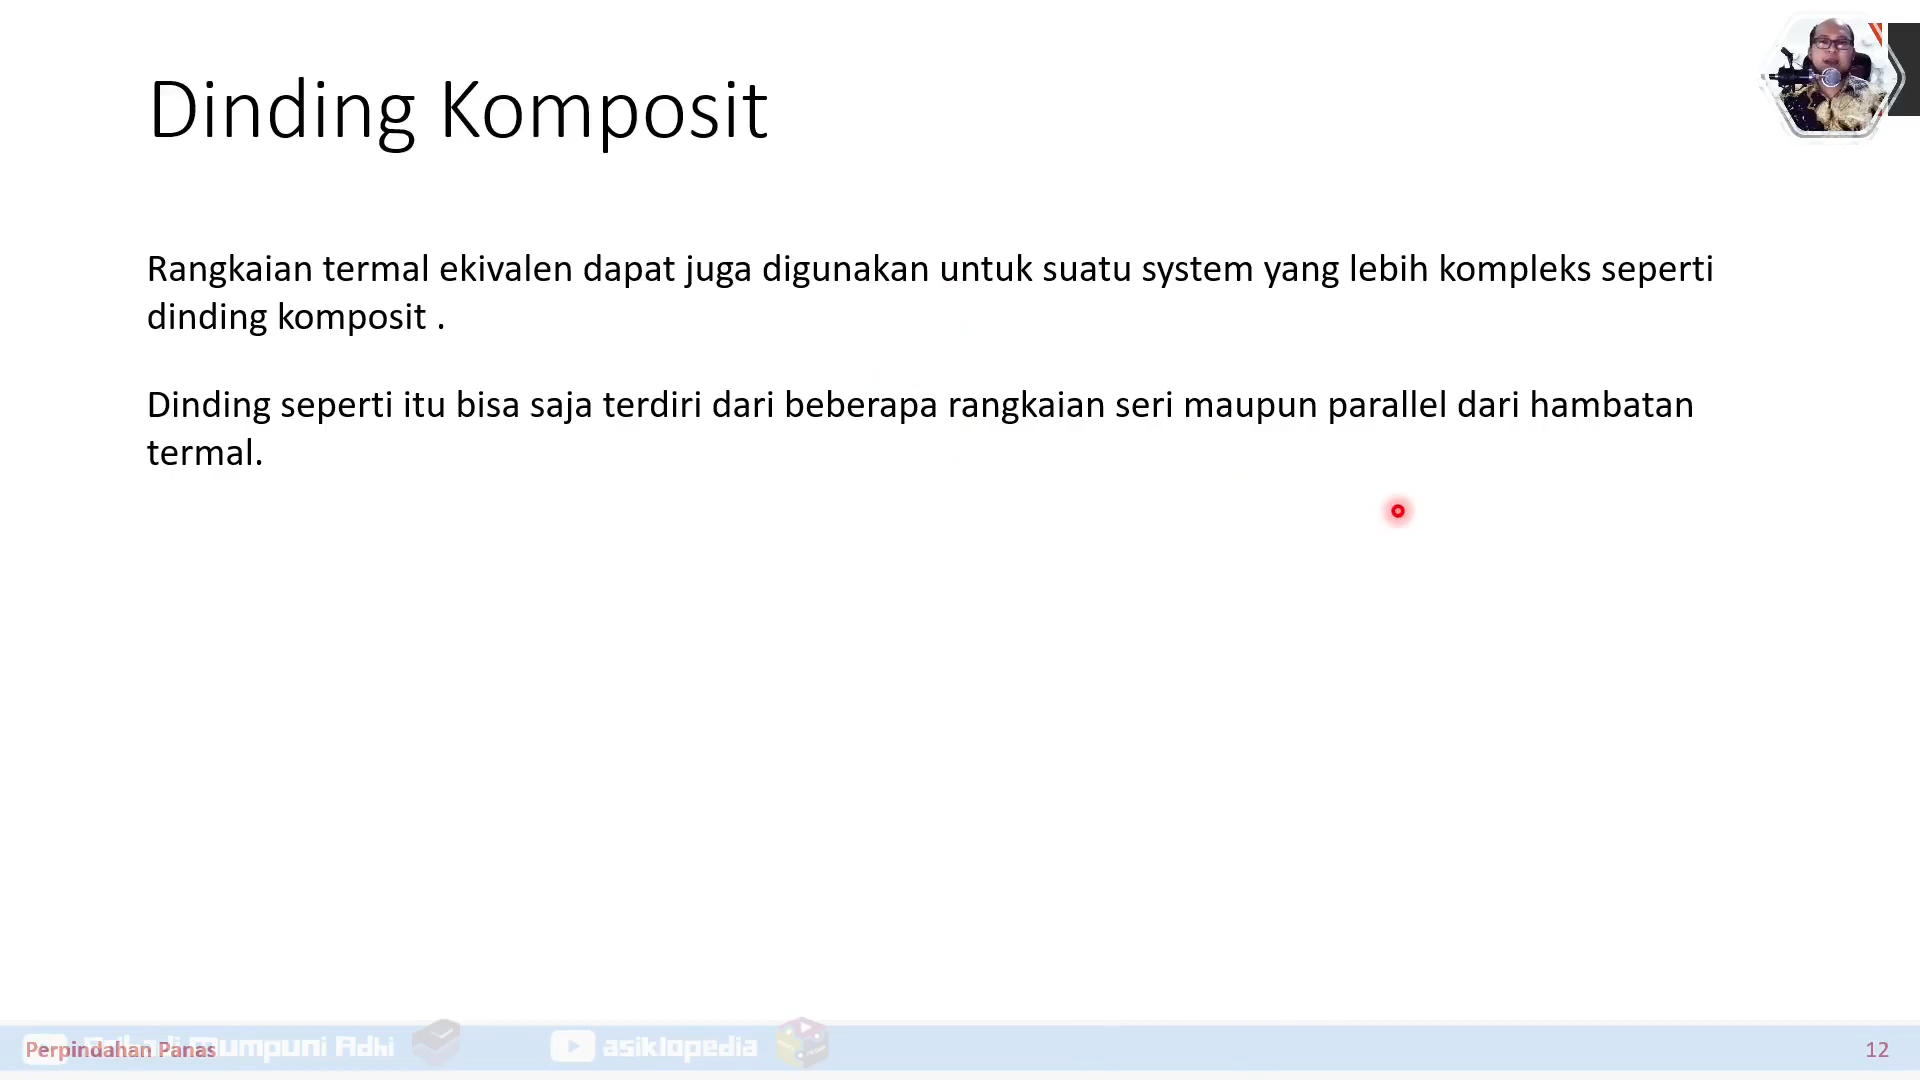 Dinding Komposit
Rangkaian termal ekivalen dapat juga digunakan untuk suatu system yang lebih kompleks seperti
dinding komposit .
Dinding seperti itu bisa saja terdiri dari beberapa rangkaian seri maupun parallel dari hambatan
termal.
Perpindahan Panas
Mumpuni Adhi
asiklopedia
12